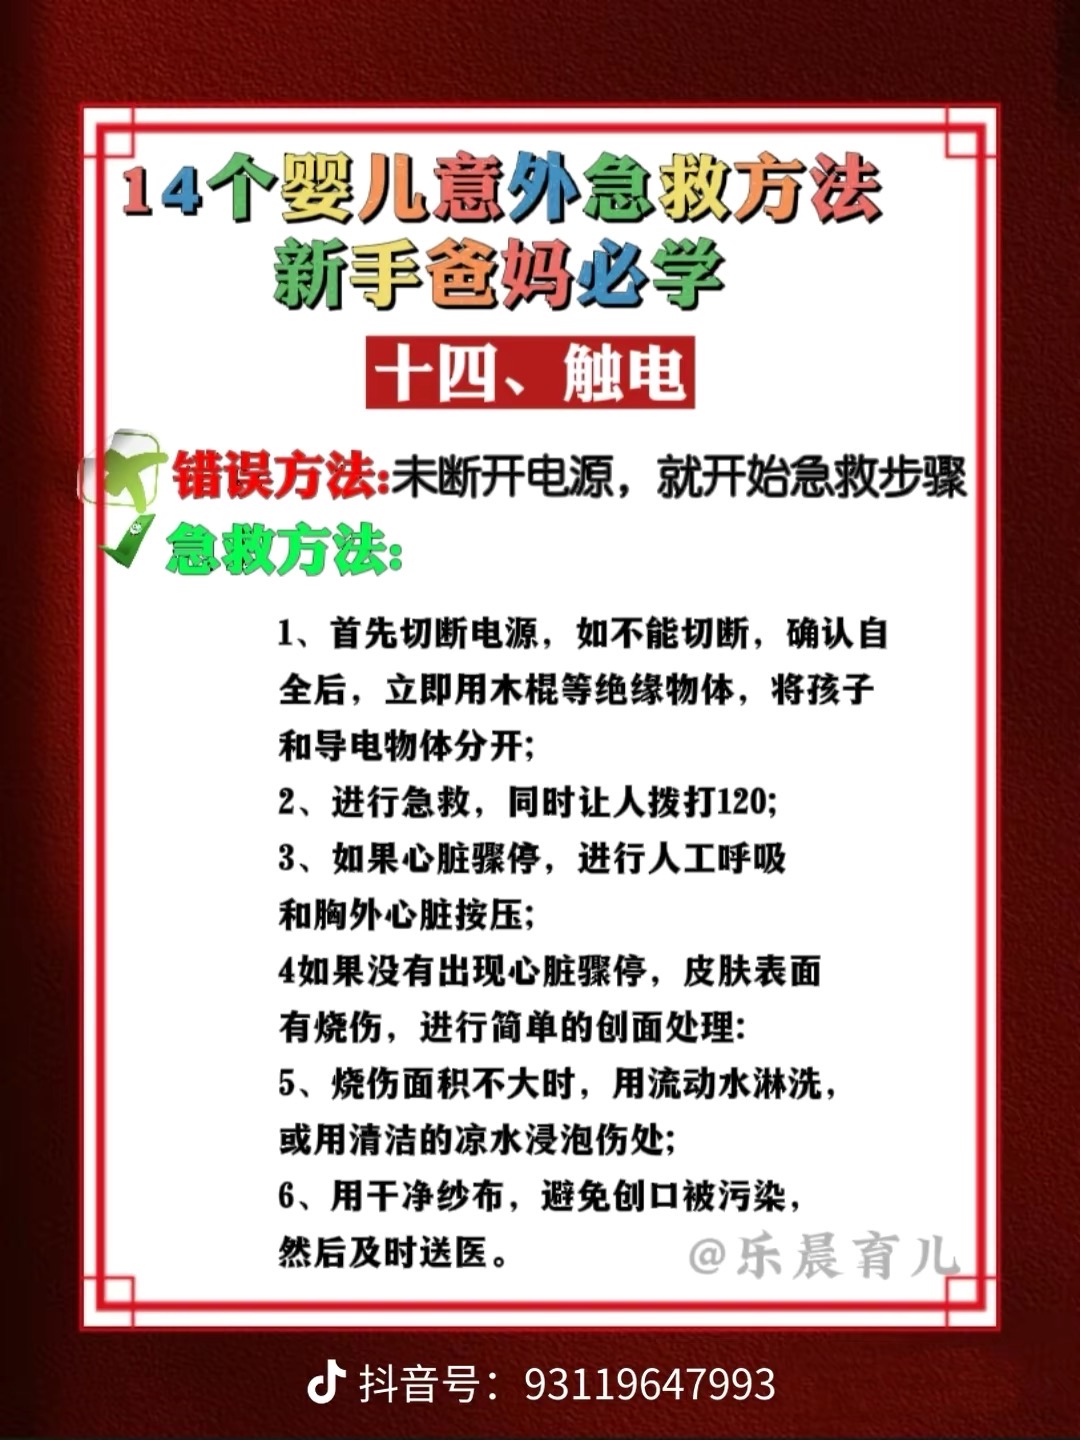 14个婴儿意外急救方法
新手爸妈必学
十四、触电
错误方法:未断开电源，就开始急救步骤
急救方法:
1、首先切断电源，如不能切断，确认自
全后，立即用木棍等绝缘物体，将孩子
和导电物体分开;
2、进行急救，同时让人拨打120;
3、如果心脏骤停，进行人工呼吸
和胸外心脏按压;
4如果没有出现心脏骤停，皮肤表面
有烧伤，进行简单的创面处理:
5、烧伤面积不大时，用流动水淋洗，
或用清洁的凉水浸泡伤处;
6、用干净纱布，避免创口被污染，
然后及时送医。
@乐晨育儿
抖音号：93119647993